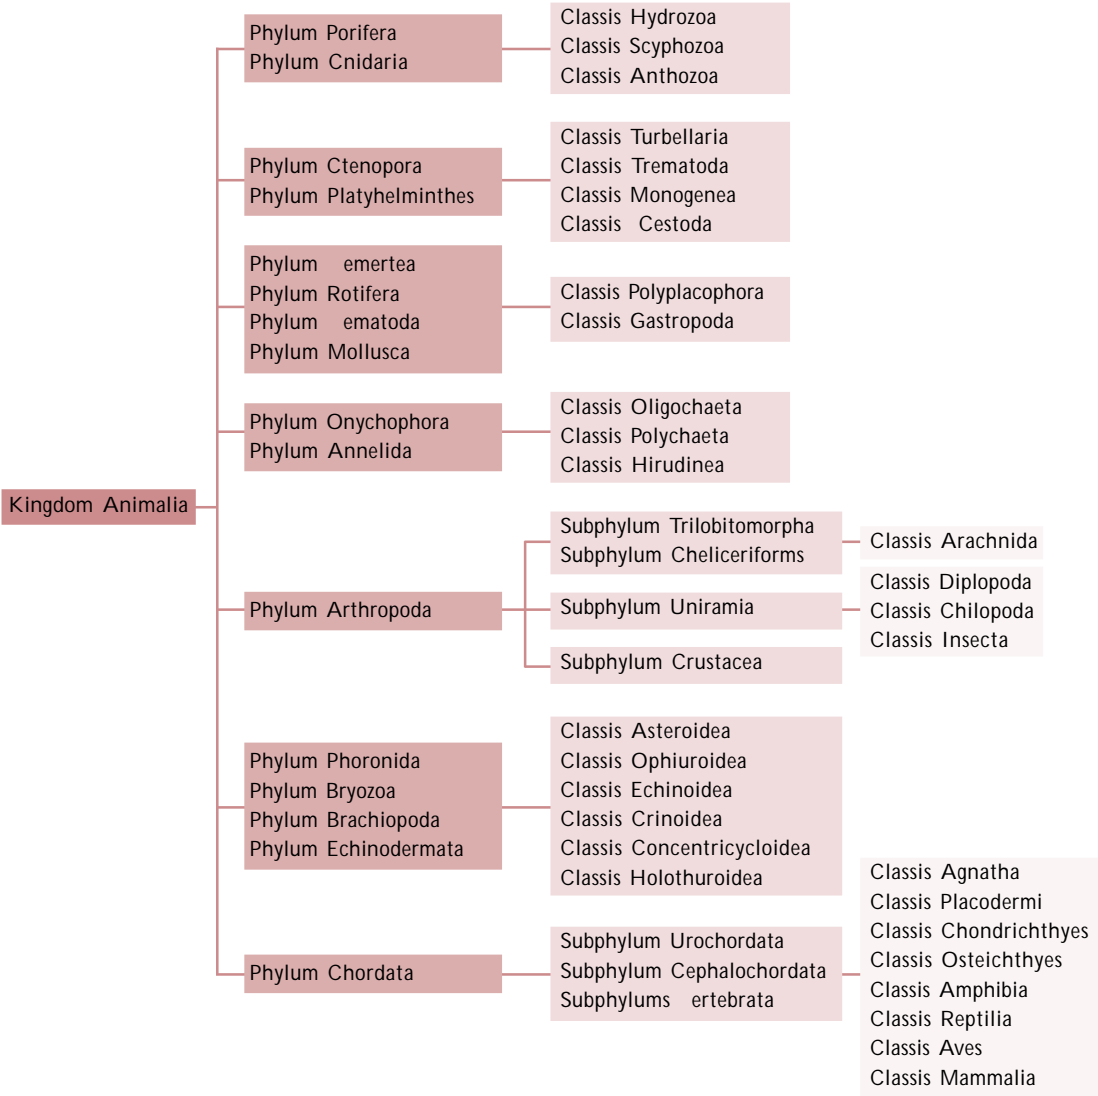 Kingdom Animalia
Phylum Porifera
Phylum Cnidaria
Classis Hydrozoa
Classis Scyphozoa
Classis Anthozoa
Phylum Ctenopora
Phylum Platyhelminthes
Classis Turbellaria
Classis Trematoda
Classis Monogenea
Classis Cestoda
Phylum emertea
Phylum Rotifera
Phylum ematoda
Phylum Mollusca
Classis Polyplacophora
Classis Gastropoda
Phylum Onychophora
Phylum Annelida
Classis Oligochaeta
Classis Polychaeta
Classis Hirudinea
Phylum Arthropoda
Subphylum Trilobitomorpha
Subphylum Cheliceriforms
Classis Arachnida
Subphylum Uniramia
Classis Diplopoda
Classis Chilopoda
Classis Insecta
Subphylum Crustacea
Phylum Phoronida
Phylum Bryozoa
Phylum Brachiopoda
Phylum Echinodermata
Classis Asteroidea
Classis Ophiuroidea
Classis Echinoidea
Classis Crinoidea
Classis Concentricycloidea
Classis Holothuroidea
Phylum Chordata
Subphylum Urochordata
Subphylum Cephalochordata
Subphylums ertebrata
Classis Agnatha
Classis Placodermi
Classis Chondrichthyes
Classis Osteichthyes
Classis Amphibia
Classis Reptilia
Classis Aves
Classis Mammalia